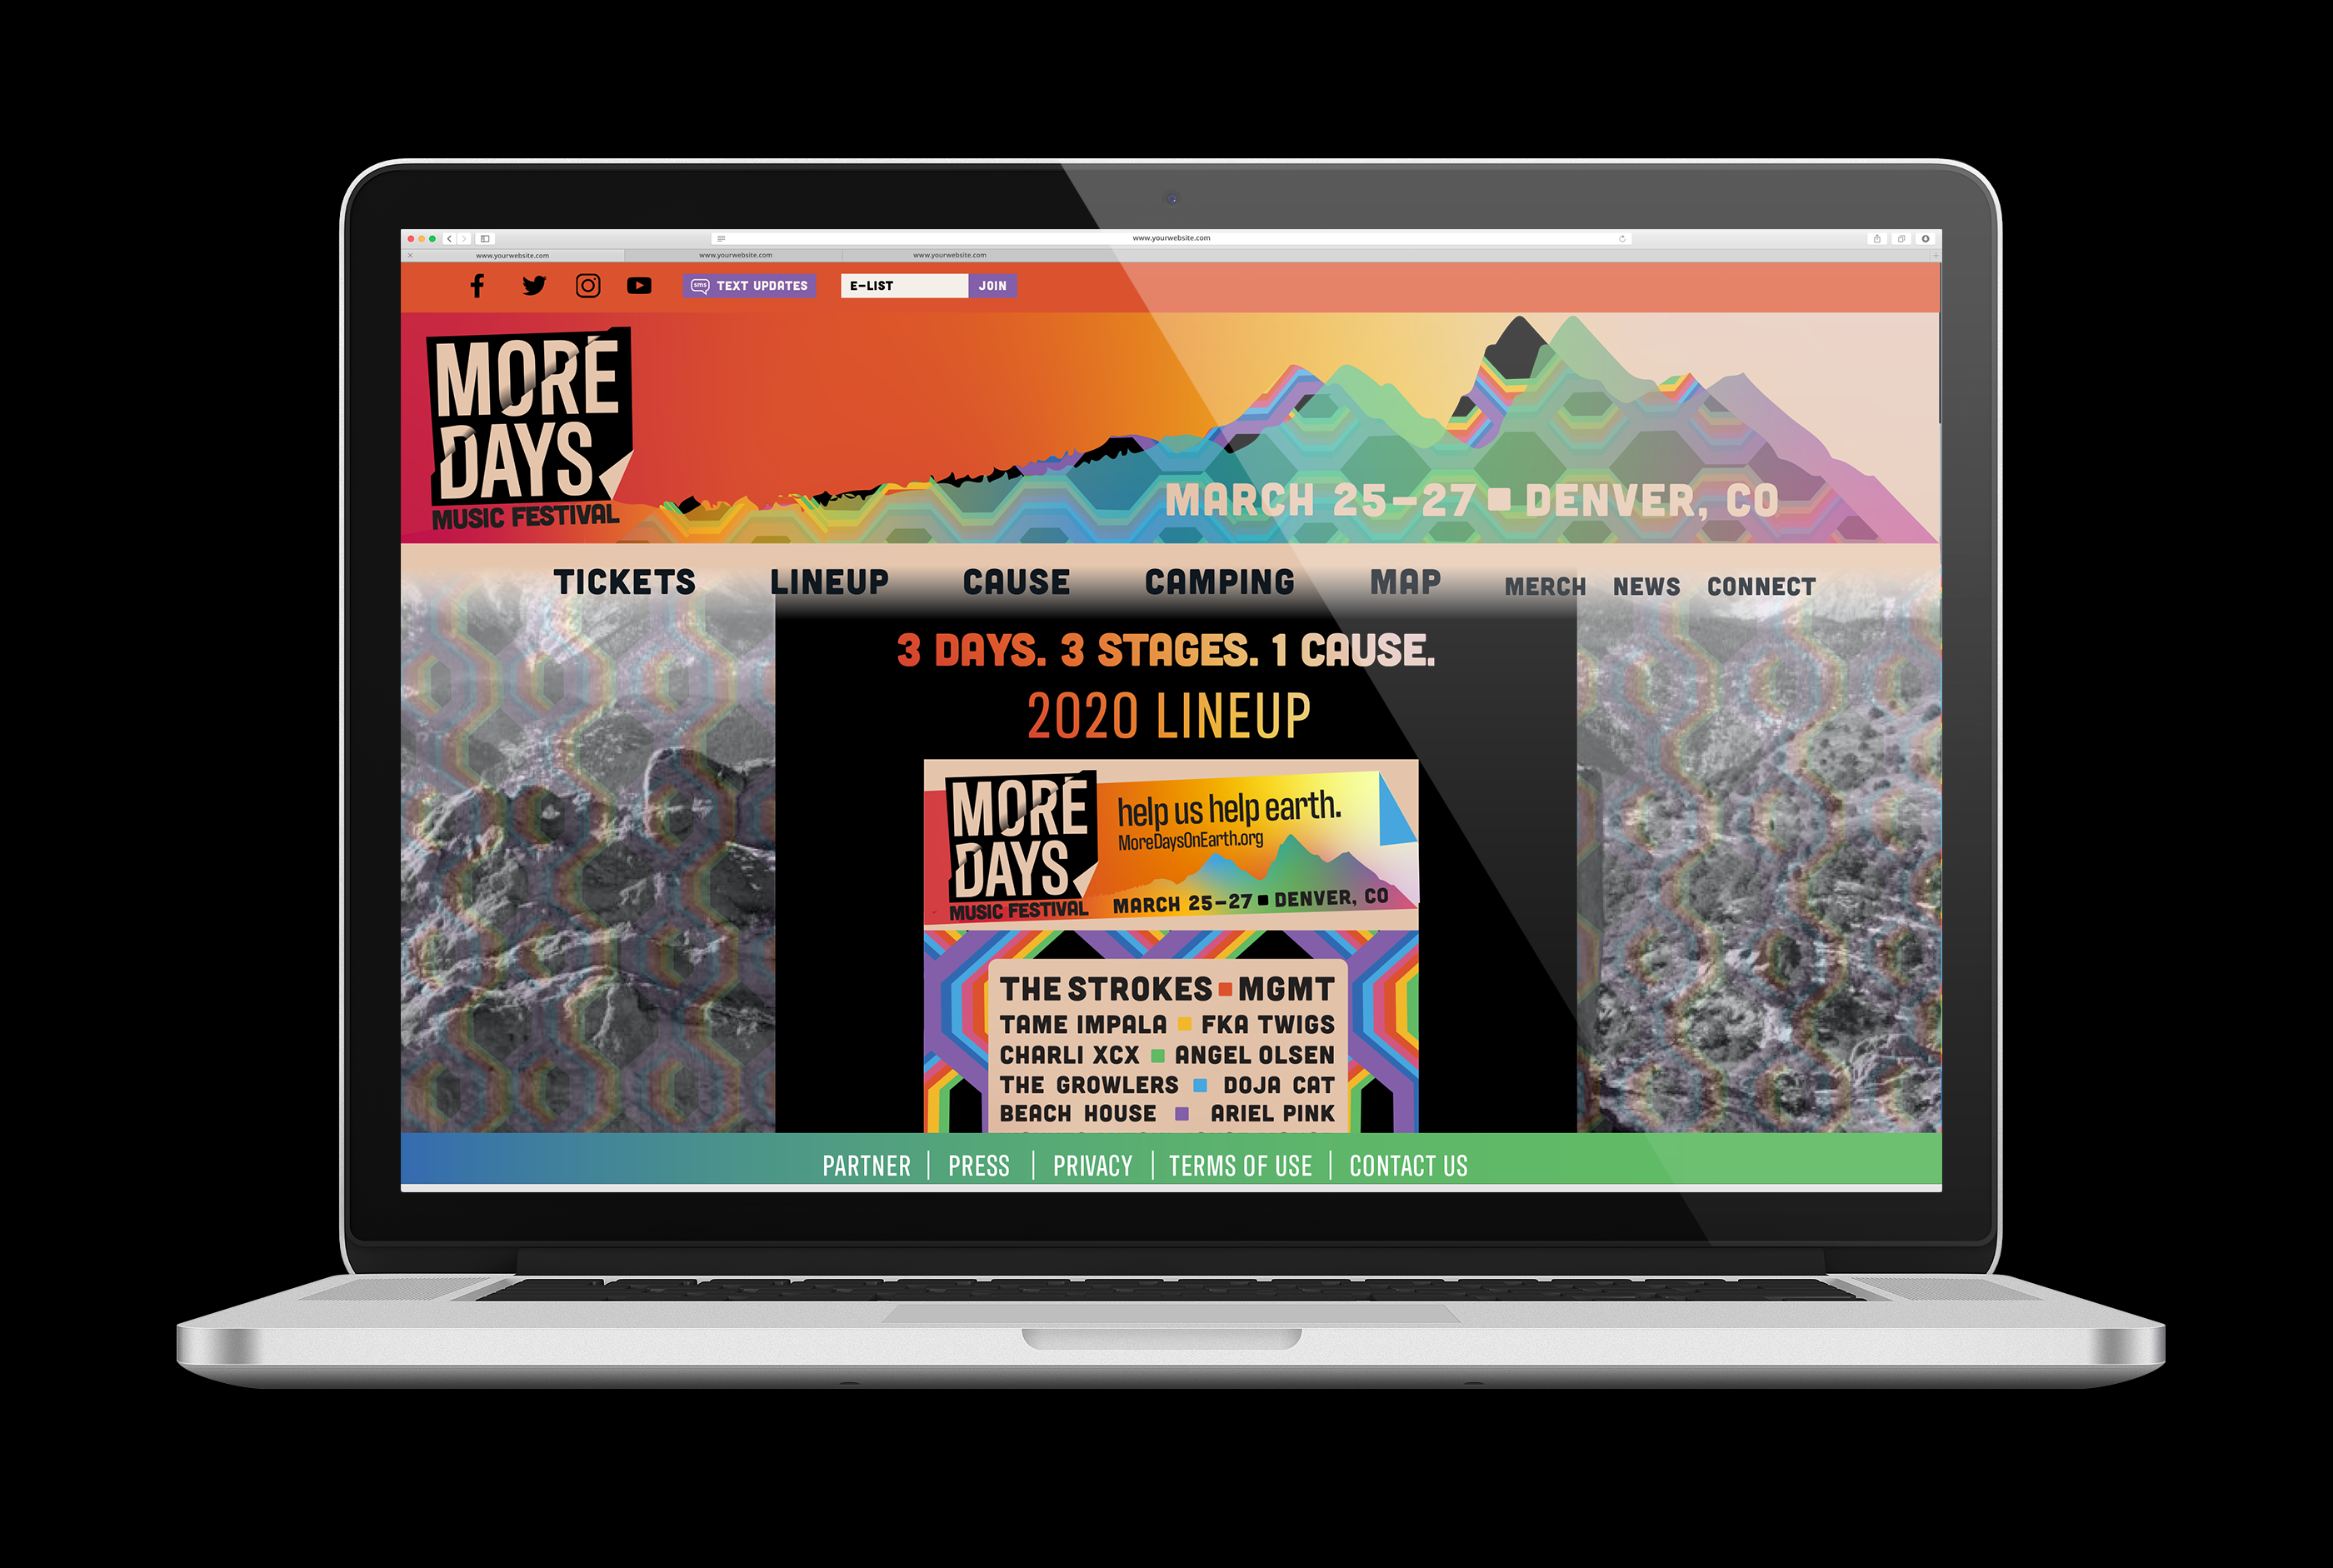 www.yourwebsite.com
www.yourwebsite.com www.yourwebsite.com www.yourwebsite.com
sms TEXT UPDATES E-LIST JOIN
MORE
DAYS
MUSIC FESTIVAL
MARCH 25-27 ■ DENVER, CO
TICKETS LINEUP CAUSE CAMPING MAP MERCH NEWS CONNECT
3 DAYS. 3 STAGES. 1 CAUSE.
2020 LINEUP
MORE
DAYS
MUSIC FESTIVAL
help us help earth.
MoreDaysOnEarth.org
MARCH 25-27 ■ DENVER, CO
THE STROKES ■ MGMT
TAME IMPALA ■ FKA TWIGS
CHARLI XCX ■ ANGEL OLSEN
THE GROWLERS ■ DOJA CAT
BEACH HOUSE ■ ARIEL PINK
PARTNER | PRESS | PRIVACY | TERMS OF USE | CONTACT US